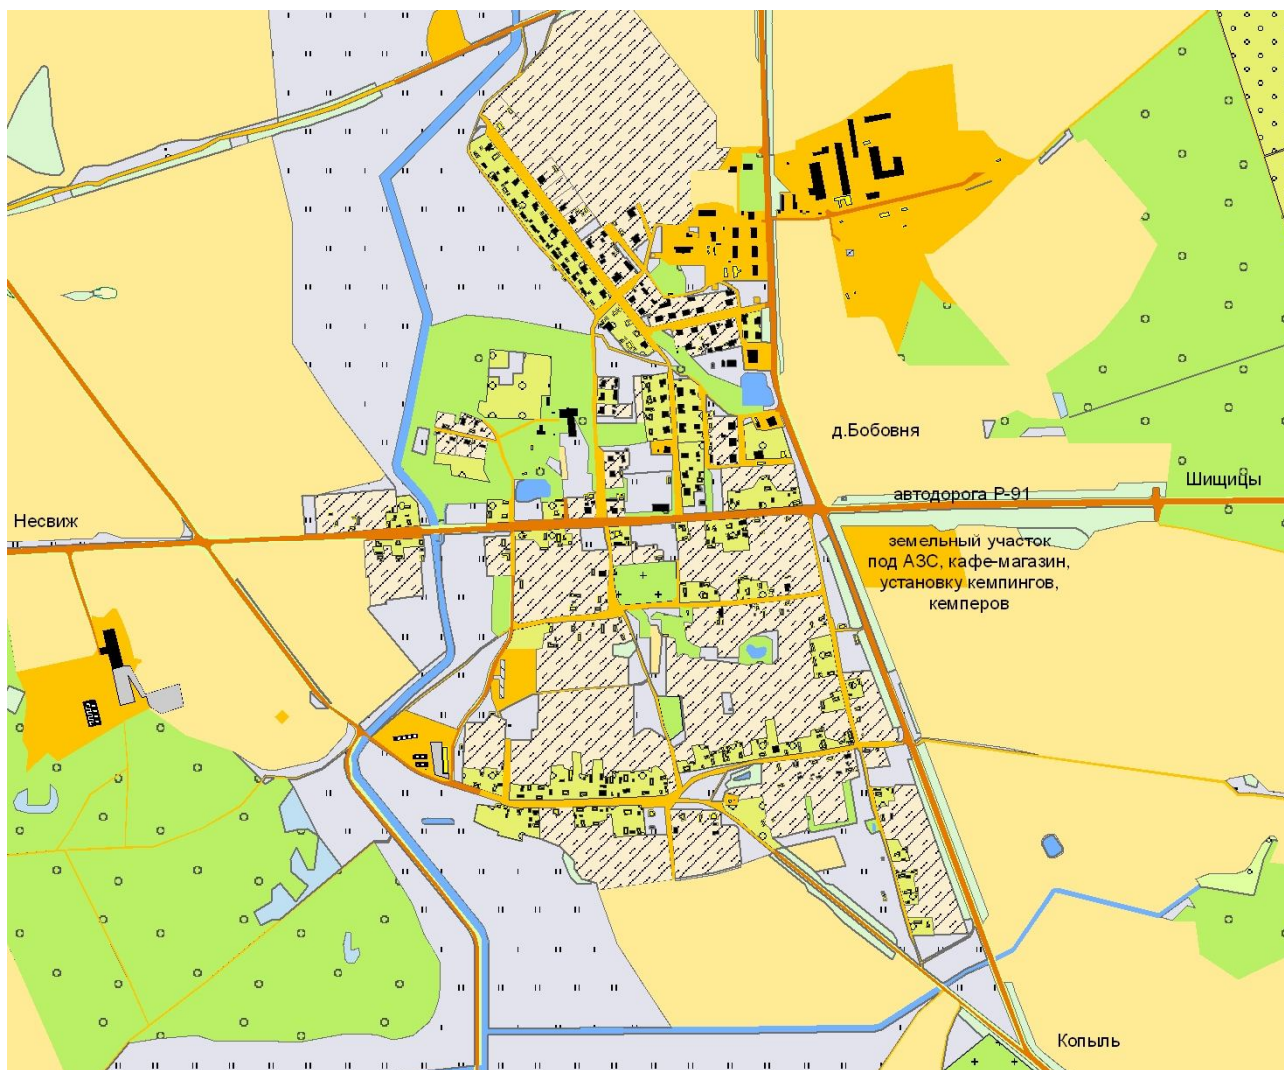 д.Бобовня
Шищицы
автодорога Р-91
Несвиж
земельный участок
под АЗС, кафе-магазин,
установку кемпингов,
кемперов
Копыль